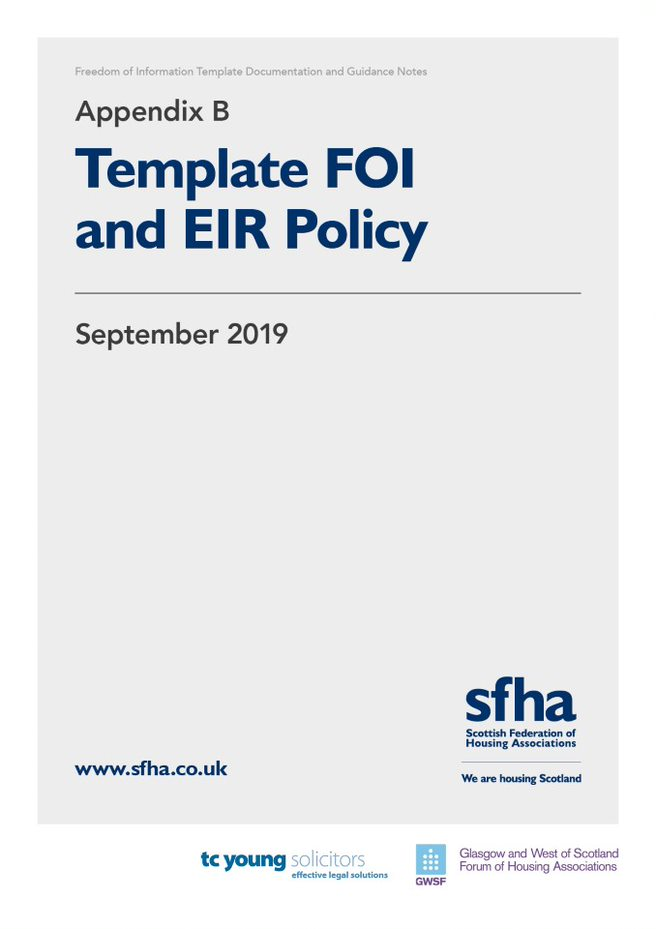 Freedom of Information Template Documentation and Guidance Notes
Appendix B
Template FOI
and EIR Policy
September 2019
sfha
Scottish Federation of
Housing Associations
www.sfha.co.uk
We are housing Scotland
tc young solicitors
effective legal solutions
GWSF
Glasgow and West of Scotland
Forum of Housing Associations